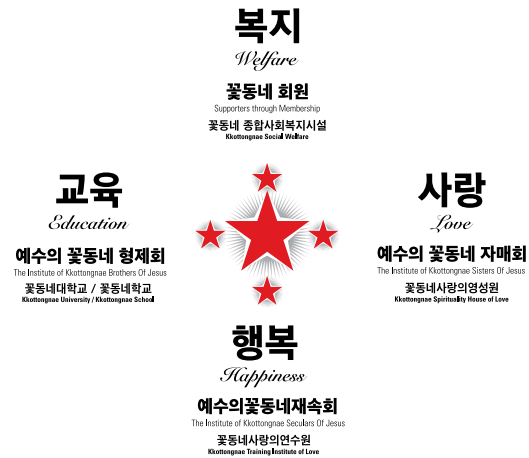 복지
Welfare
꽃동네 회원
Supporters through Membership
꽃동네 종합사회복지시설
Kkottongnae Social Welfare
교육
Education
예수의 꽃동네 형제회
The Institute of Kkottongnae Brothers Of Jesus
꽃동네대학교 / 꽃동네학교
Kkottongnae University / Kkottongnae School
사랑
Love
예수의 꽃동네 자매회
The Institute of Kkottongnae Sisters Of Jesus
꽃동네사랑의영성원
Kkottongnae Spirituality House of Love
행복
Happiness
예수의꽃동네재속회
The Institute of Kkottongnae Seculars Of Jesus
꽃동네사랑의연수원
Kkottongnae Training Institute of Love